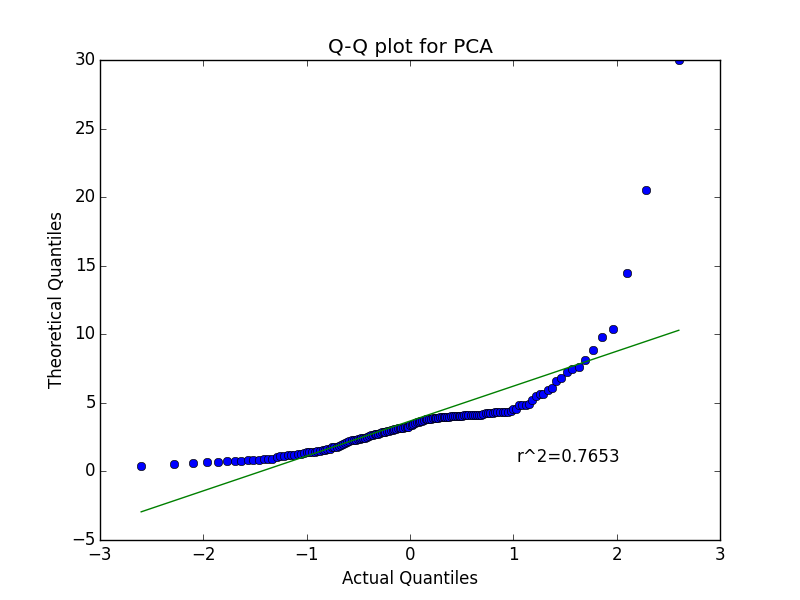 Q-Q plot for PCA
30
25
20
15
10
5
0
−5
Theoretical Quantiles
r^2=0.7653
−3 −2 −1 0 1 2 3
Actual Quantiles